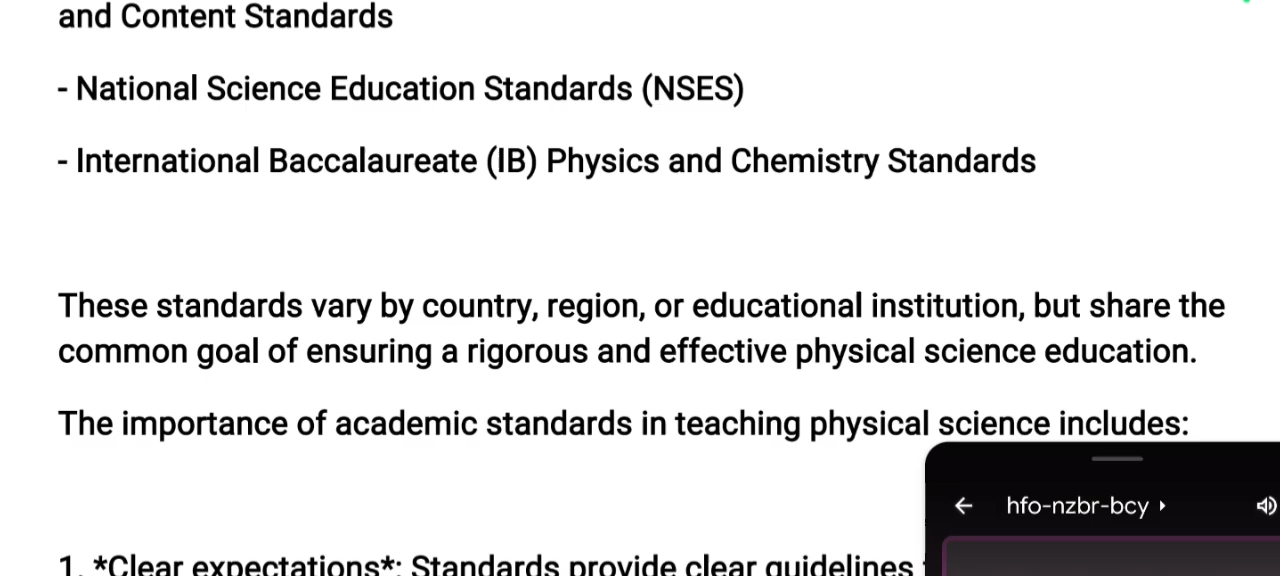 and Content Standards
- National Science Education Standards (NSES)
- International Baccalaureate (IB) Physics and Chemistry Standards
These standards vary by country, region, or educational institution, but share the
common goal of ensuring a rigorous and effective physical science education.
The importance of academic standards in teaching physical science includes:
hfo-nzbr-bcy
1. *Clear expectations*: Standards provide clear guidelines